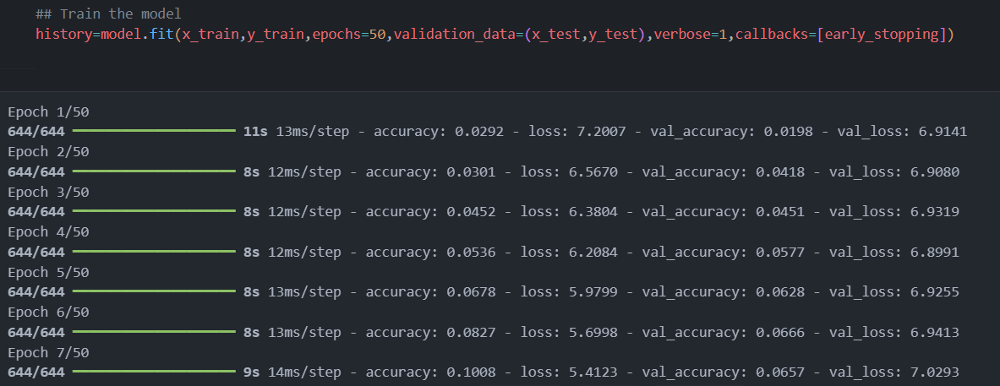 ## Train the model
history=model.fit(x_train,y_train,epochs=50,validation_data=(x_test,y_test),verbose=1,callbacks=[early_stopping])
Epoch 1/50
644/644 ━━━━━━━━━━━━━━━━━━━━ 11s 13ms/step - accuracy: 0.0292 - loss: 7.2007 - val_accuracy: 0.0198 - val_loss: 6.9141
Epoch 2/50
644/644 ━━━━━━━━━━━━━━━━━━━━ 8s 12ms/step - accuracy: 0.0301 - loss: 6.5670 - val_accuracy: 0.0418 - val_loss: 6.9080
Epoch 3/50
644/644 ━━━━━━━━━━━━━━━━━━━━ 8s 12ms/step - accuracy: 0.0452 - loss: 6.3804 - val_accuracy: 0.0451 - val_loss: 6.9319
Epoch 4/50
644/644 ━━━━━━━━━━━━━━━━━━━━ 8s 12ms/step - accuracy: 0.0536 - loss: 6.2084 - val_accuracy: 0.0577 - val_loss: 6.8991
Epoch 5/50
644/644 ━━━━━━━━━━━━━━━━━━━━ 8s 13ms/step - accuracy: 0.0678 - loss: 5.9799 - val_accuracy: 0.0628 - val_loss: 6.9255
Epoch 6/50
644/644 ━━━━━━━━━━━━━━━━━━━━ 8s 13ms/step - accuracy: 0.0827 - loss: 5.6998 - val_accuracy: 0.0666 - val_loss: 6.9413
Epoch 7/50
644/644 ━━━━━━━━━━━━━━━━━━━━ 9s 14ms/step - accuracy: 0.1008 - loss: 5.4123 - val_accuracy: 0.0657 - val_loss: 7.0293